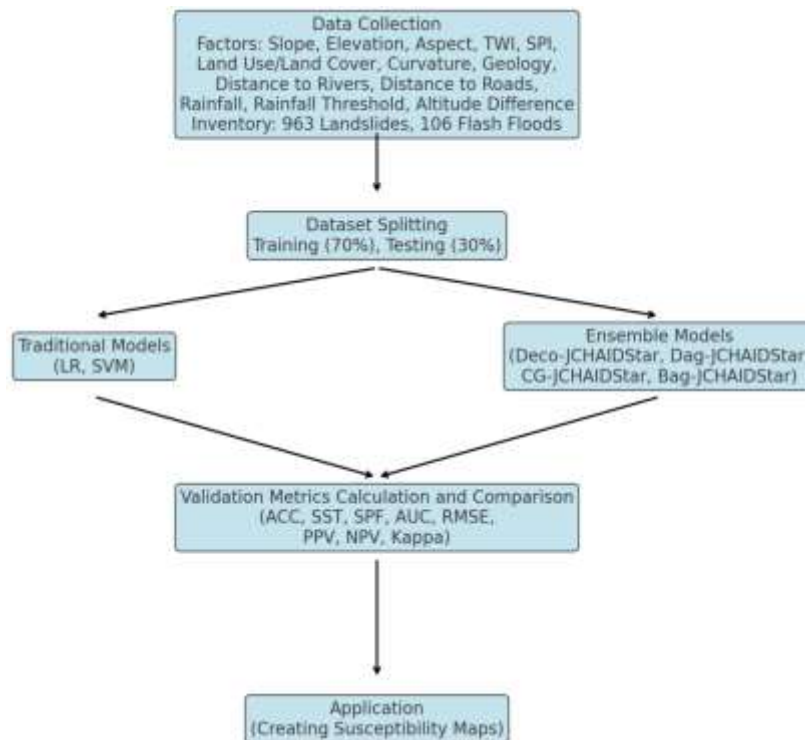 Data Collection
Factors: Slope, Elevation, Aspect, TWI, SPI,
Land Use/Land Cover, Curvature, Geology,
Distance to Rivers, Distance to Roads,
Rainfall, Rainfall Threshold, Altitude Difference
Inventory: 963 Landslides, 106 Flash Floods
Dataset Splitting
Training (70%), Testing (30%)
Traditional Models
(LR, SVM)
Ensemble Models
(Deco-JCHAIDStar, Dag-JCHAIDStar
CG-JCHAIDStar, Bag-JCHAIDStar)
Validation Metrics Calculation and Comparison
(ACC, SST, SPF, AUC, RMSE,
PPV, NPV, Kappa)
Application
(Creating Susceptibility Maps)